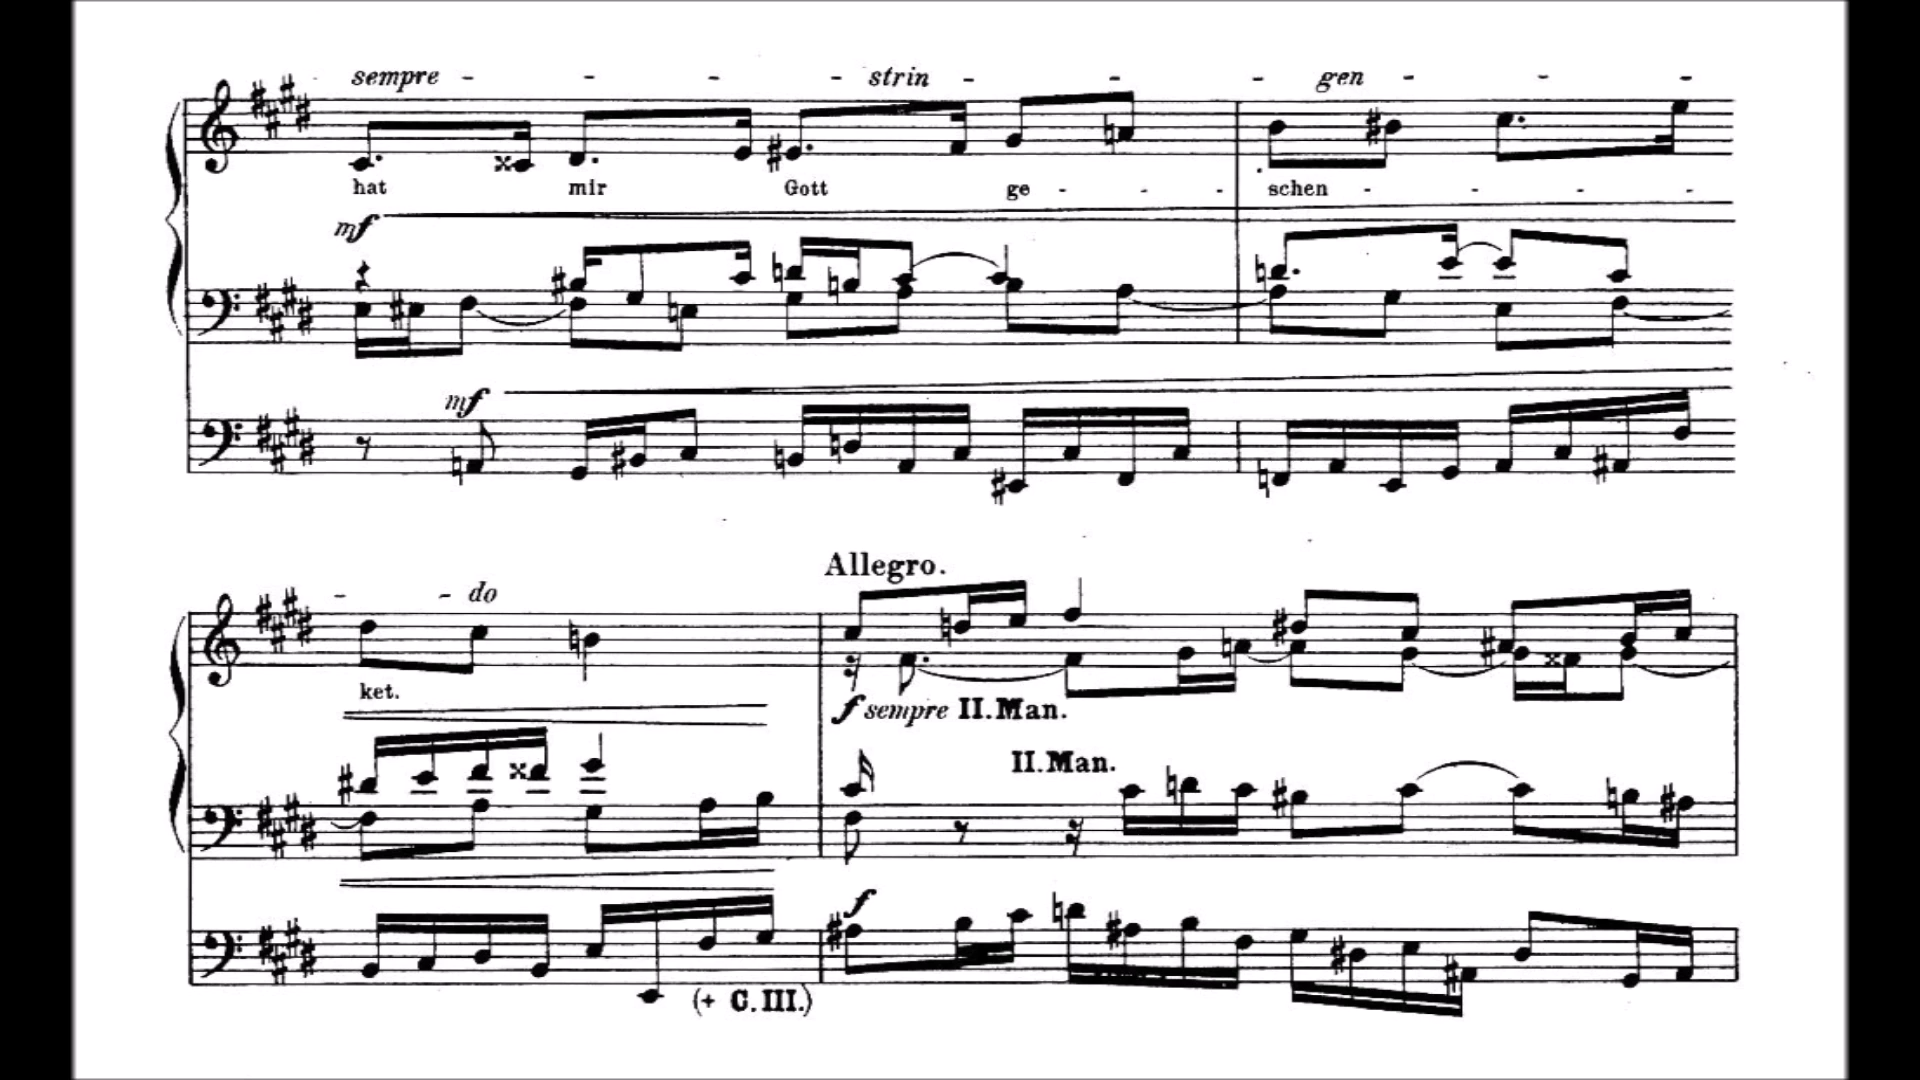 sempre - - - - strin - - - gen - - -
hat mir Gott ge - - - schen - - - -
mf
mf
- - do
Allegro.
ket.
f sempre II. Man.
II. Man.
f
(+ C. III.)